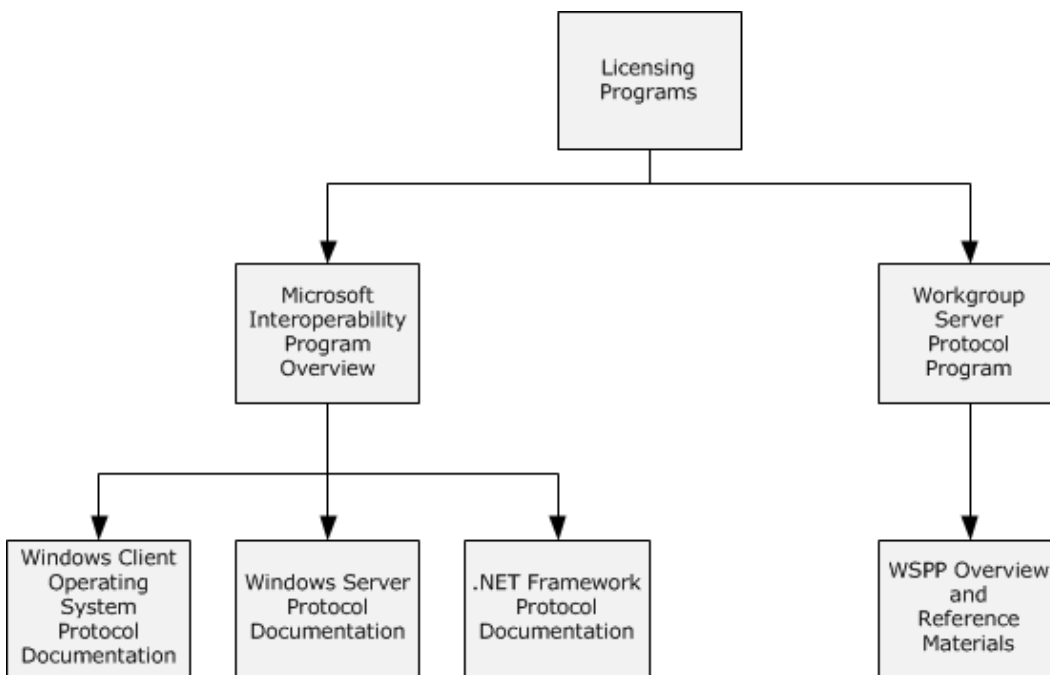 Licensing
Programs
Microsoft
Interoperability
Program
Overview
Workgroup
Server
Protocol
Program
Windows Client
Operating
System
Protocol
Documentation
Windows Server
Protocol
Documentation
.NET Framework
Protocol
Documentation
WSPP Overview
and
Reference
Materials